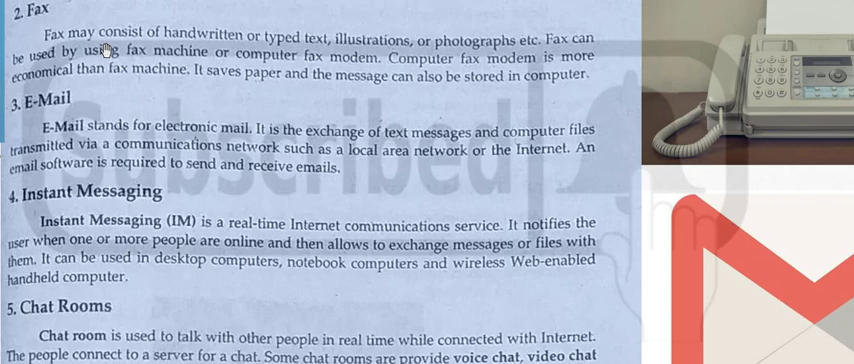 2. Fax
Fax may consist of handwritten or typed text, illustrations, or photographs etc. Fax can
be used by using fax machine or computer fax modem. Computer fax modem is more
economical than fax machine. It saves paper and the message can also be stored in computer.
3. E-Mail
E-Mail stands for electronic mail. It is the exchange of text messages and computer files
transmitted via a communications network such as a local area network or the Internet. An
email software is required to send and receive emails.
4. Instant Messaging
Instant Messaging (IM) is a real-time Internet communications service. It notifies the
user when one or more people are online and then allows to exchange messages or files with
them. It can be used in desktop computers, notebook computers and wireless Web-enabled
handheld computer.
5. Chat Rooms
Chat room is used to talk with other people in real time while connected with Internet.
The people connect to a server for a chat. Some chat rooms are provide voice chat, video chat
Subscribed